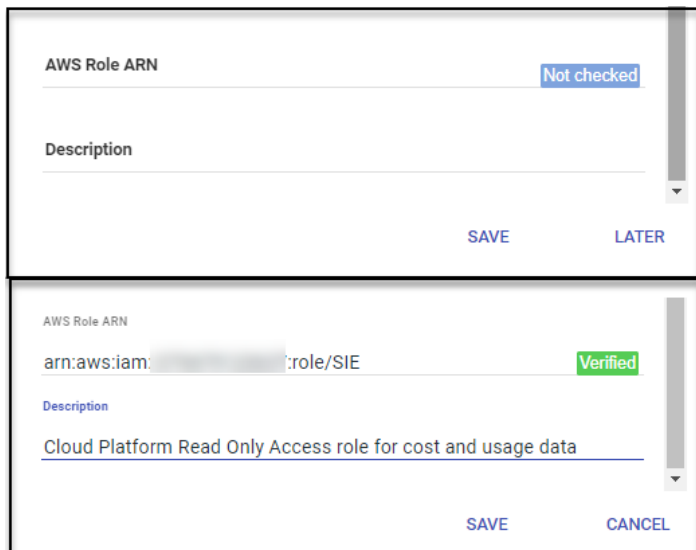 AWS Role ARN
Not checked
Description
SAVE LATER
AWS Role ARN
arn:aws:iam: :role/SIE Verified
Description
Cloud Platform Read Only Access role for cost and usage data
SAVE CANCEL